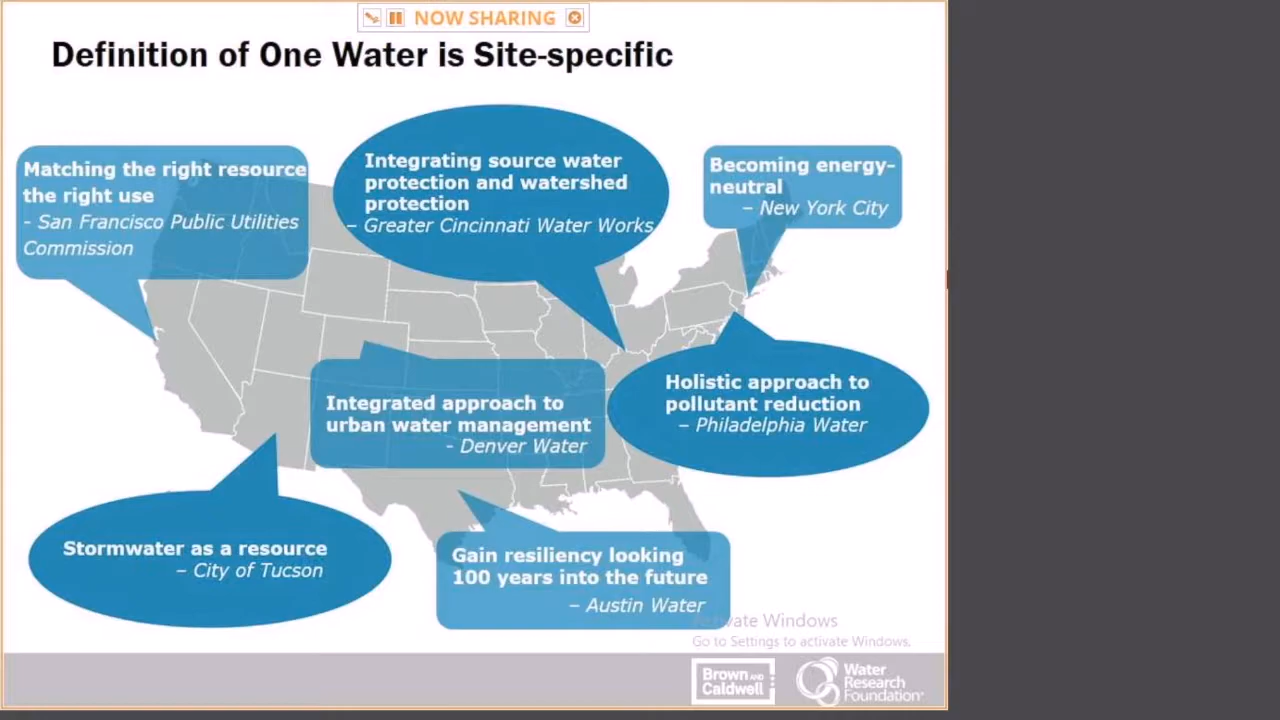 NOW SHARING
Definition of One Water is Site-specific
Matching the right resource
the right use
- San Francisco Public Utilities
Commission
Integrating source water
protection and watershed
protection
– Greater Cincinnati Water Works
Becoming energy-
neutral
– New York City
Integrated approach to
urban water management
- Denver Water
Holistic approach to
pollutant reduction
– Philadelphia Water
Stormwater as a resource
– City of Tucson
Gain resiliency looking
100 years into the future
– Austin Water
Activate Windows
Go to Settings to activate Windows.
Brown AND
Caldwell
Water
Research
Foundation